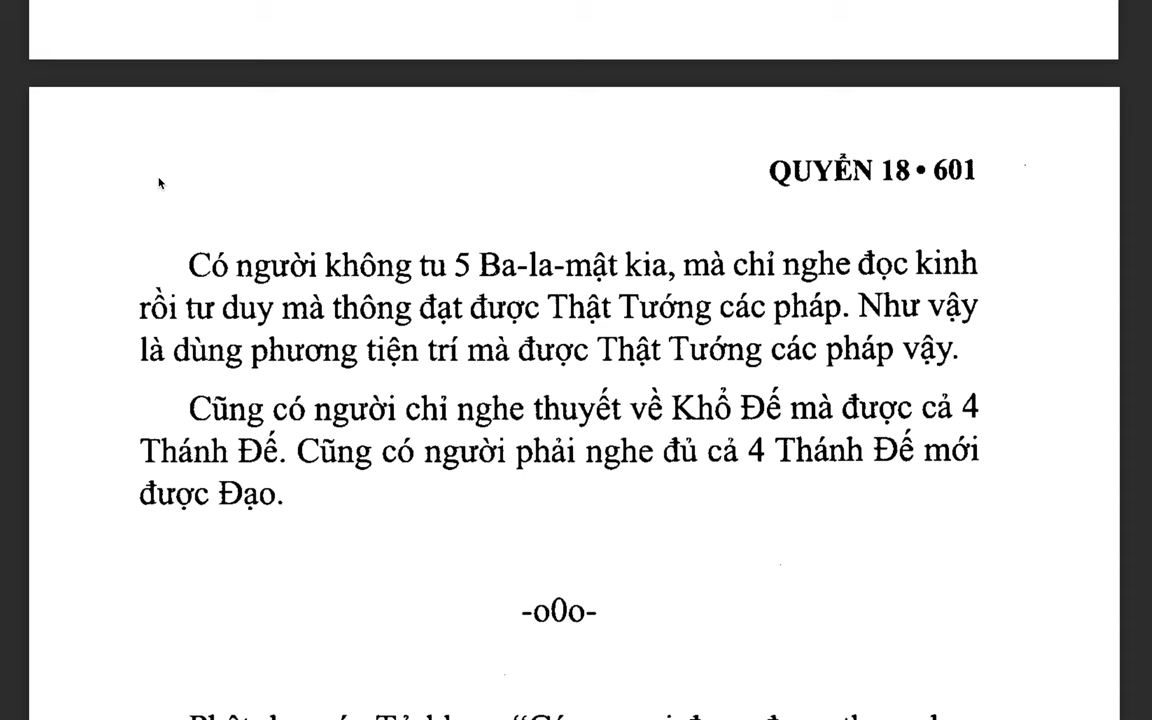 QUYỂN 18 • 601
Có người không tu 5 Ba-la-mật kia, mà chỉ nghe đọc kinh
rồi tư duy mà thông đạt được Thật Tướng các pháp. Như vậy
là dùng phương tiện trí mà được Thật Tướng các pháp vậy.
Cũng có người chỉ nghe thuyết về Khổ Đế mà được cả 4
Thánh Đế. Cũng có người phải nghe đủ cả 4 Thánh Đế mới
được Đạo.
-o0o-